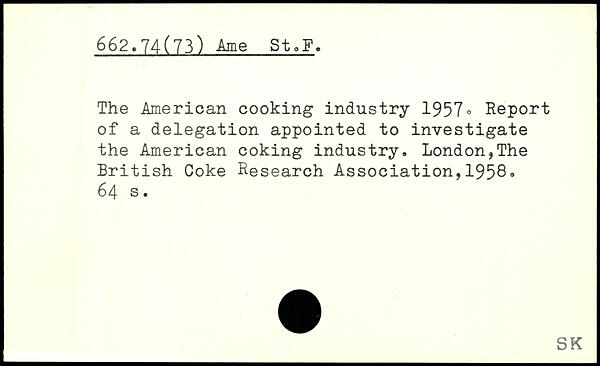 662.74(73) Ame St.F.
The American cooking industry 1957. Report
of a delegation appointed to investigate
the American coking industry. London,The
British Coke Research Association,1958.
64 s.
SK